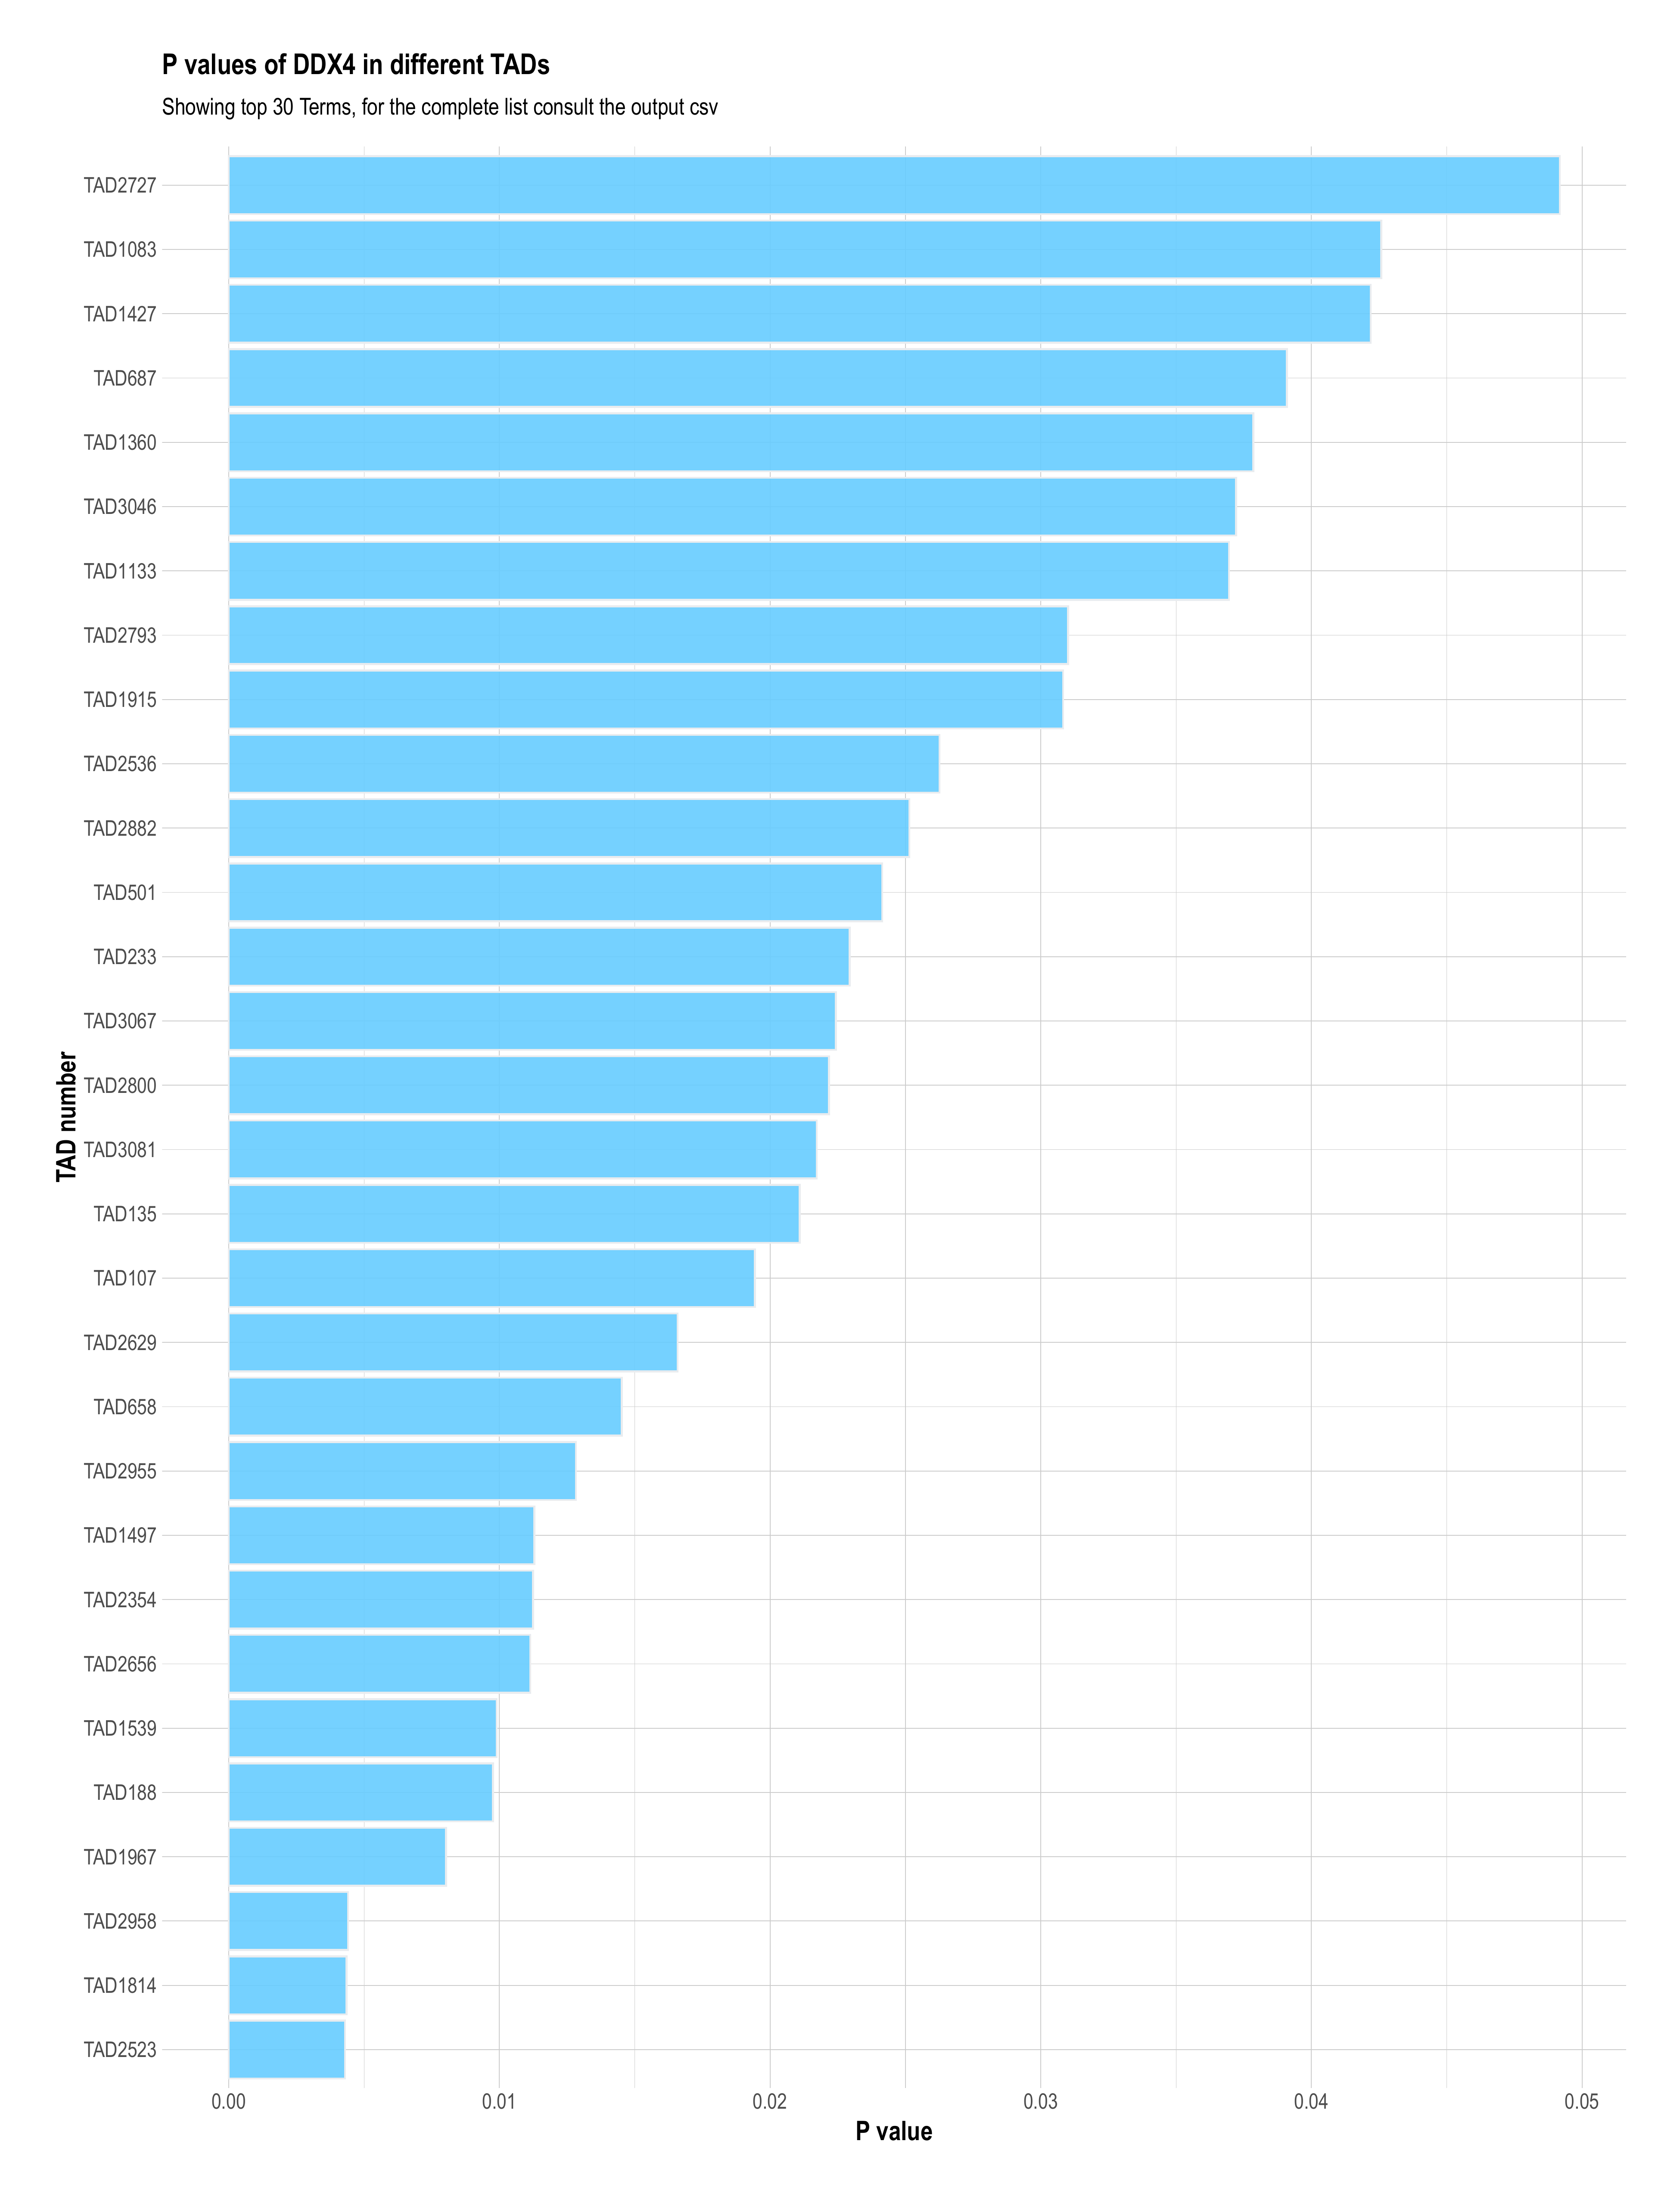 P values of DDX4 in different TADs
Showing top 30 Terms, for the complete list consult the output csv
TAD number
TAD2727
TAD1083
TAD1427
TAD687
TAD1360
TAD3046
TAD1133
TAD2793
TAD1915
TAD2536
TAD2882
TAD501
TAD233
TAD3067
TAD2800
TAD3081
TAD135
TAD107
TAD2629
TAD658
TAD2955
TAD1497
TAD2354
TAD2656
TAD1539
TAD188
TAD1967
TAD2958
TAD1814
TAD2523
0.00 0.01 0.02 0.03 0.04 0.05
P value